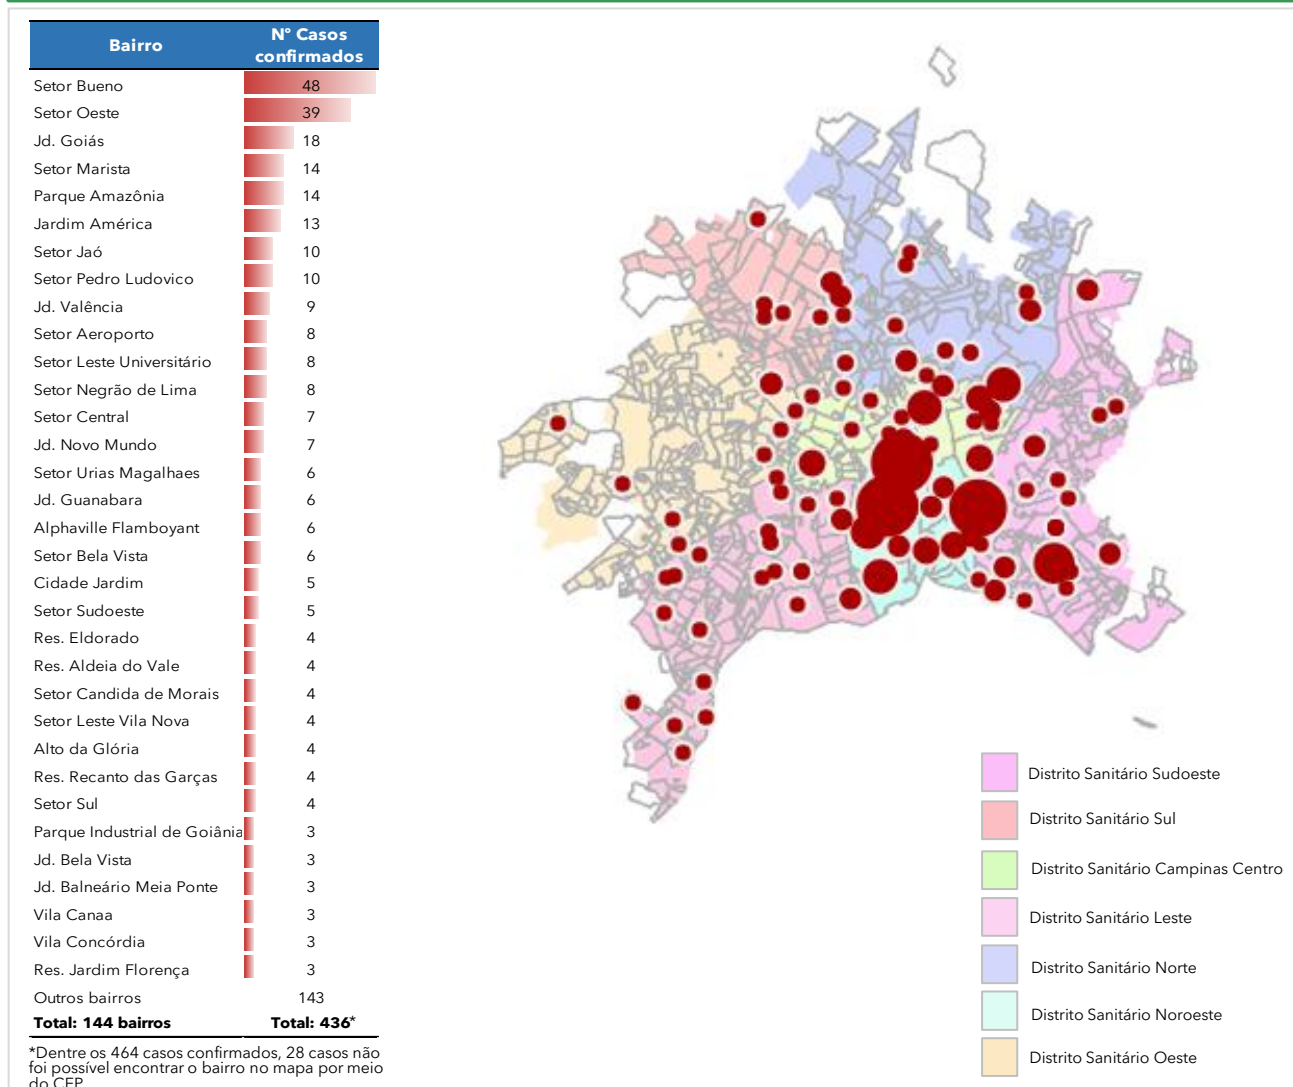 Bairro
Nº Casos
confirmados
Setor Bueno 48
Setor Oeste 39
Jd. Goiás 18
Setor Marista 14
Parque Amazônia 14
Jardim América 13
Setor Jaó 10
Setor Pedro Ludovico 10
Jd. Valência 9
Setor Aeroporto 8
Setor Leste Universitário 8
Setor Negrão de Lima 8
Setor Central 7
Jd. Novo Mundo 7
Setor Urias Magalhaes 6
Jd. Guanabara 6
Alphaville Flamboyant 6
Setor Bela Vista 6
Cidade Jardim 5
Setor Sudoeste 5
Res. Eldorado 4
Res. Aldeia do Vale 4
Setor Candida de Morais 4
Setor Leste Vila Nova 4
Alto da Glória 4
Res. Recanto das Garças 4
Setor Sul 4
Parque Industrial de Goiânia 3
Jd. Bela Vista 3
Jd. Balneário Meia Ponte 3
Vila Canaa 3
Vila Concórdia 3
Res. Jardim Florença 3
Outros bairros 143
Total: 144 bairros Total: 436*
*Dentre os 464 casos confirmados, 28 casos não
foi possível encontrar o bairro no mapa por meio
do CEP
Distrito Sanitário Sudoeste
Distrito Sanitário Sul
Distrito Sanitário Campinas Centro
Distrito Sanitário Leste
Distrito Sanitário Norte
Distrito Sanitário Noroeste
Distrito Sanitário Oeste